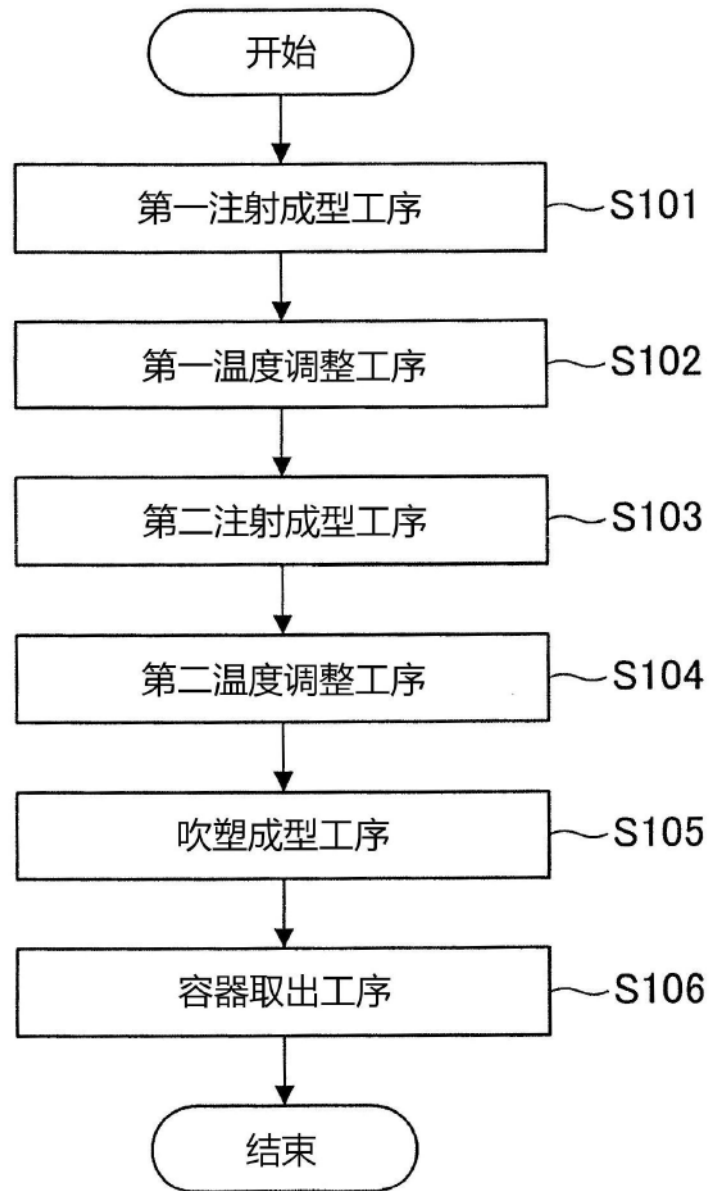 开始
第一注射成型工序 S101
第一温度调整工序 S102
第二注射成型工序 S103
第二温度调整工序 S104
吹塑成型工序 S105
容器取出工序 S106
结束